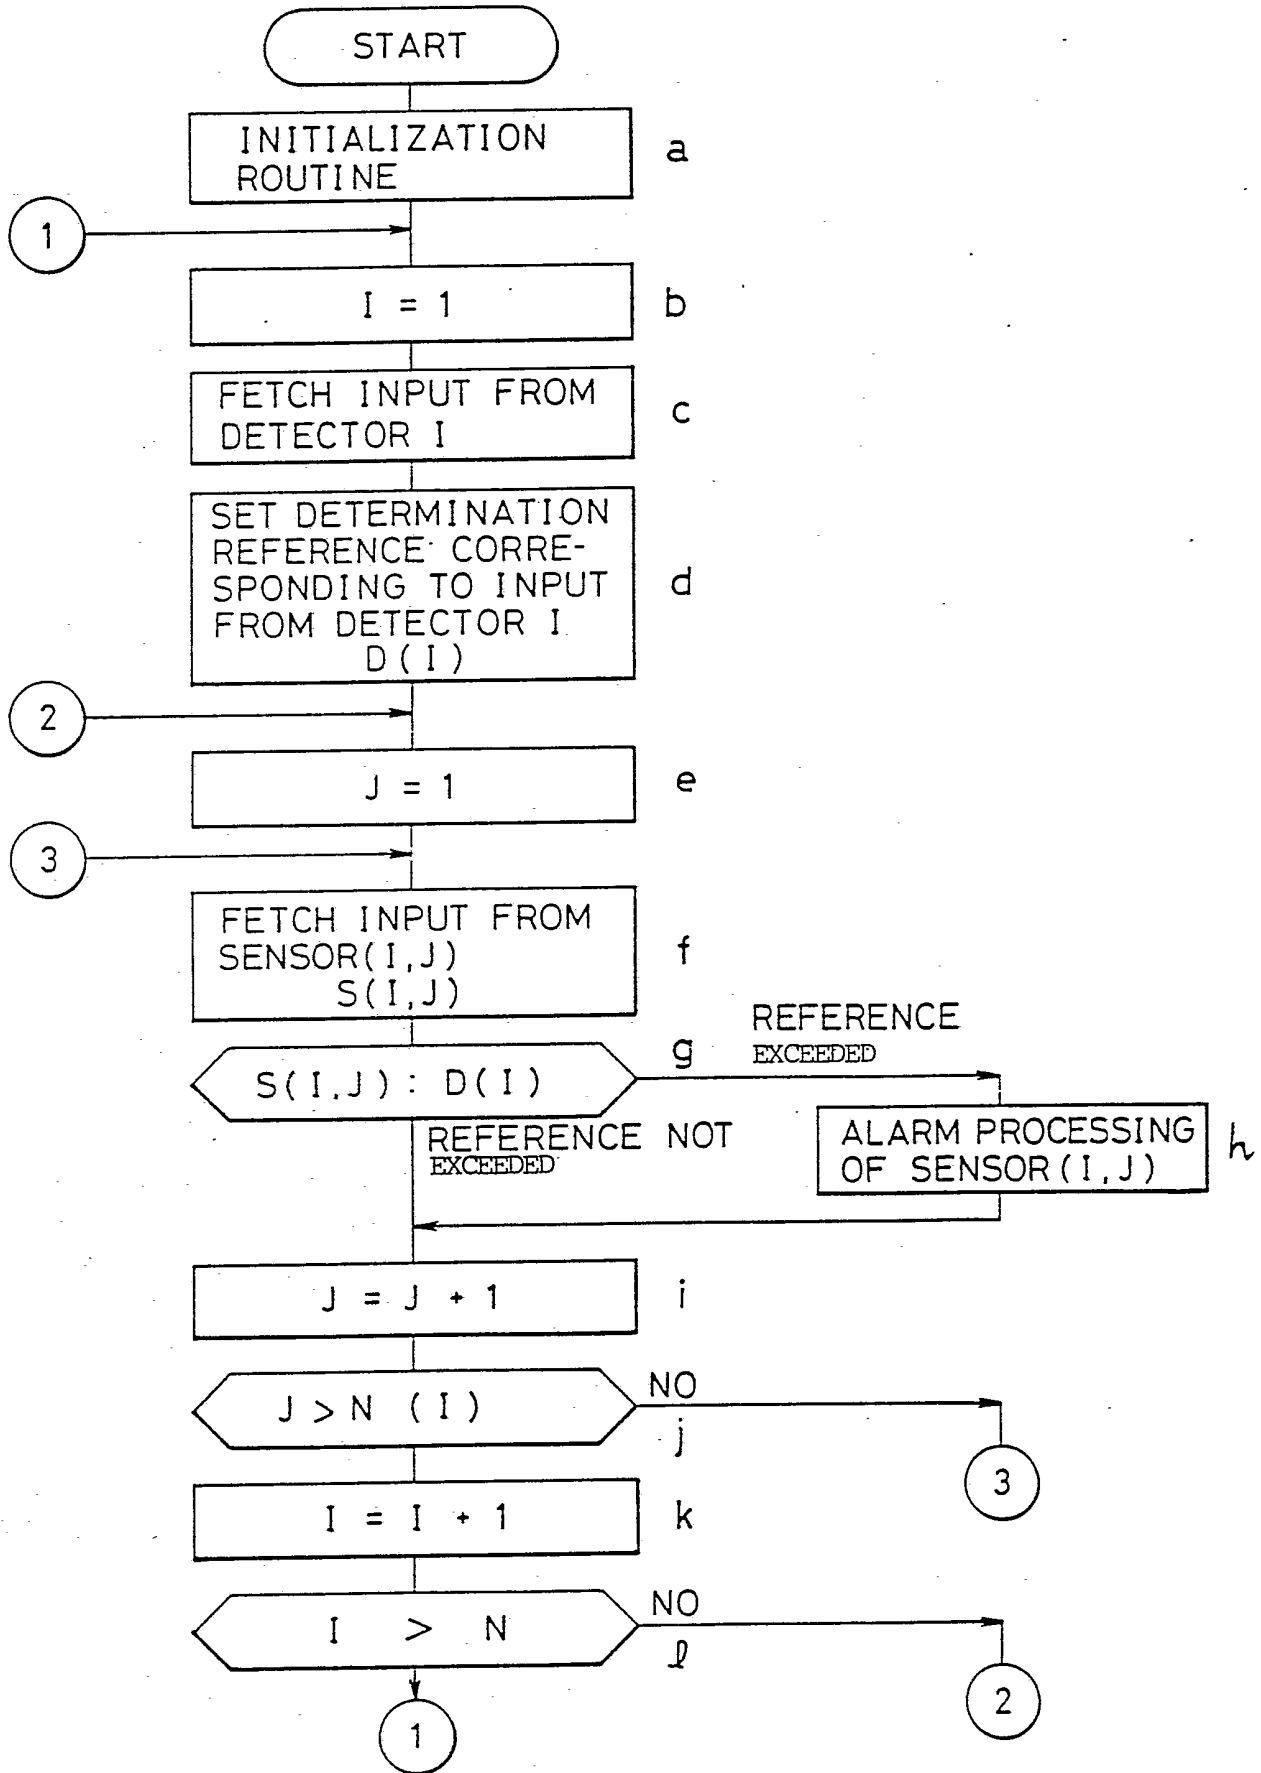 START
INITIALIZATION
ROUTINE
a
1
I = 1
b
FETCH INPUT FROM
DETECTOR I
c
SET DETERMINATION
REFERENCE CORRE-
SPONDING TO INPUT
FROM DETECTOR I
D(I)
d
2
J = 1
e
3
FETCH INPUT FROM
SENSOR(I,J)
S(I,J)
f
S(I,J) : D(I)
g
REFERENCE
EXCEEDED
REFERENCE NOT
EXCEEDED
ALARM PROCESSING
OF SENSOR(I,J)
h
J = J + 1
i
J > N (I)
NO
j
3
I = I + 1
k
I > N
NO
l
2
1